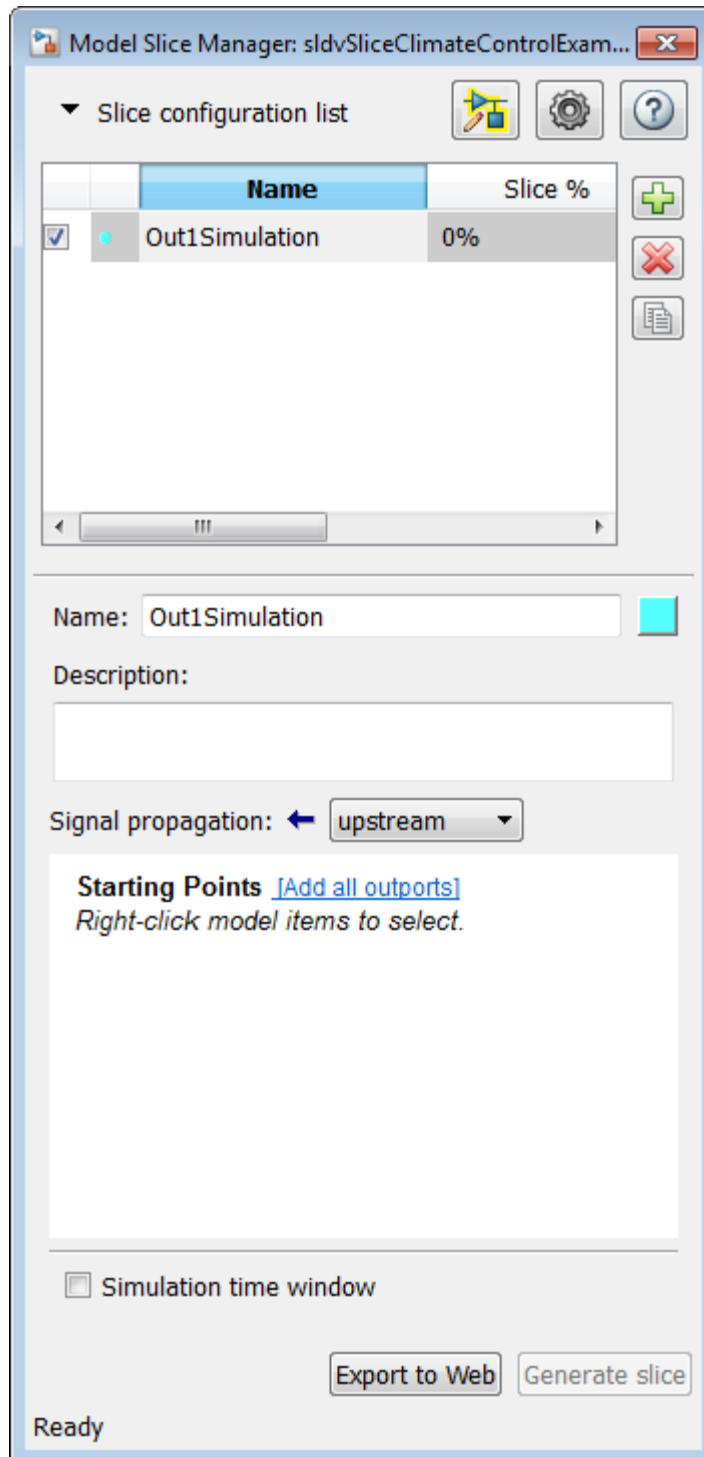 Model Slice Manager: sldvSliceClimateControlExam...
Slice configuration list
Name Slice %
Out1Simulation 0%
Name: Out1Simulation
Description:
Signal propagation: upstream
Starting Points [Add all outports]
Right-click model items to select.
Simulation time window
Export to Web Generate slice
Ready